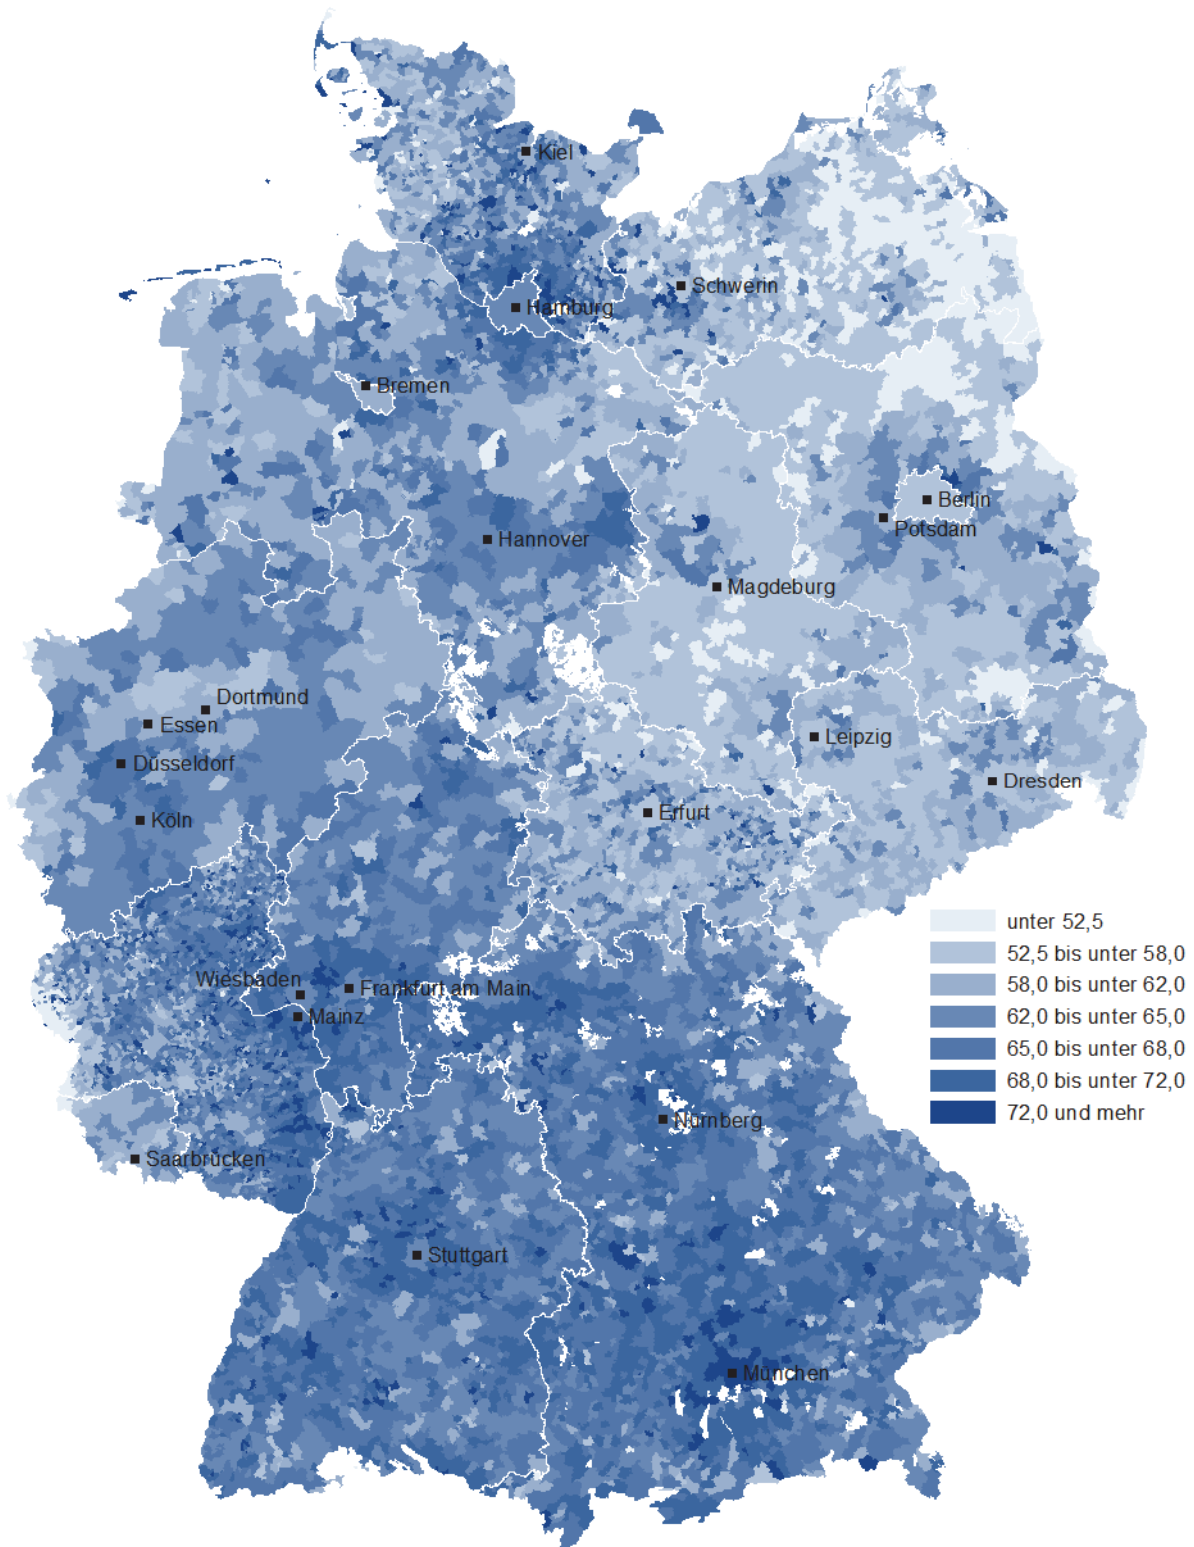 Kiel
Schwerin
Hamburg
Bremen
Berlin
Potsdam
Hannover
Magdeburg
Dortmund
Essen
Leipzig
Düsseldorf
Dresden
Köln
Erfurt
unter 52,5
52,5 bis unter 58,0
58,0 bis unter 62,0
62,0 bis unter 65,0
65,0 bis unter 68,0
68,0 bis unter 72,0
72,0 und mehr
Wiesbaden
Frankfurt am Main
Mainz
Nürnberg
Saarbrücken
Stuttgart
München